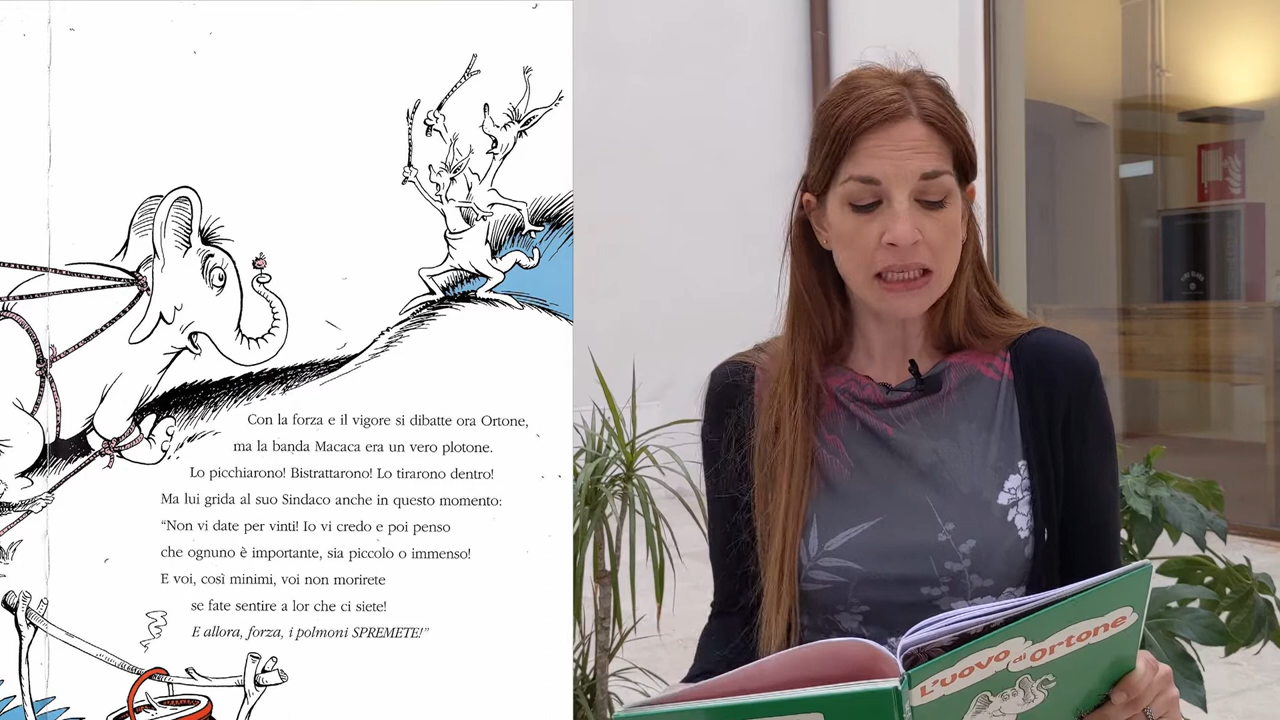 Con la forza e il vigore si dibatte ora Ortone,
ma la banda Macaca era un vero plotone.
Lo picchiarono! Bistrattarono! Lo tirarono dentro!
Ma lui grida al suo Sindaco anche in questo momento:
“Non vi date per vinti! Io vi credo e poi penso
che ognuno è importante, sia piccolo o immenso!
E voi, così minimi, voi non morirete
se fate sentire a lor che ci siete!
E allora, forza, i polmoni SPREMETE!”
L'uovo di Ortone